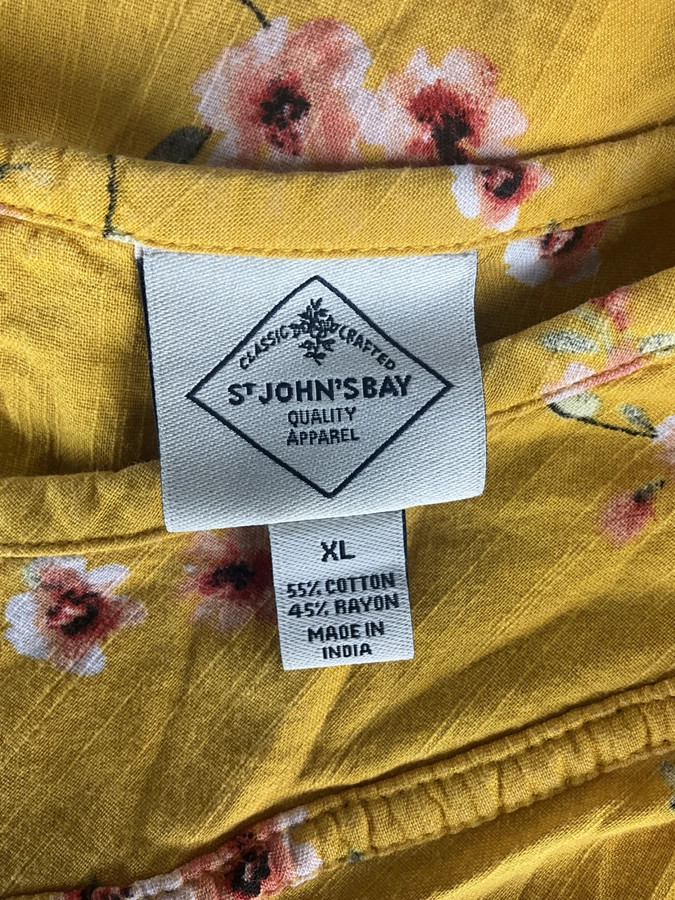 CLASSIC CRAFTED
ST JOHN'S BAY
QUALITY
APPAREL
XL
55% COTTON
45% RAYON
MADE IN
INDIA